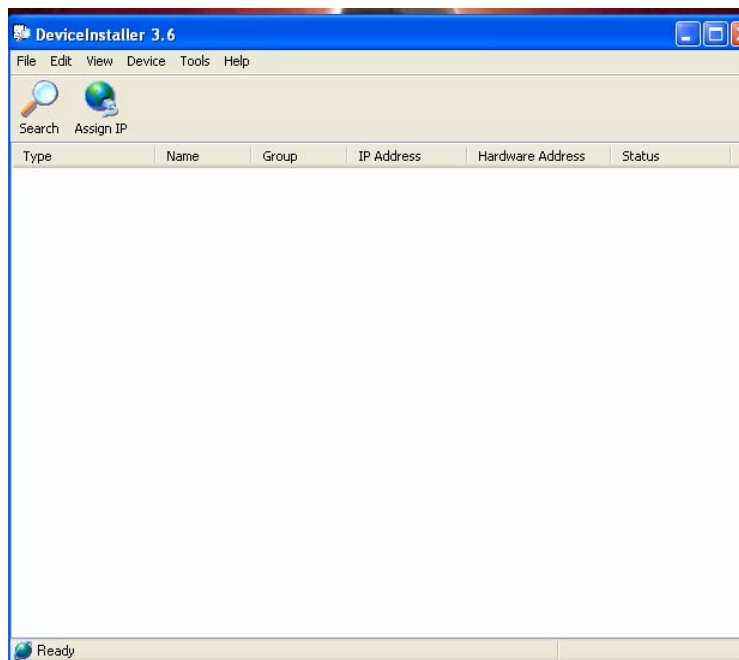 DeviceInstaller 3.6
File Edit View Device Tools Help
Search Assign IP
Type Name Group IP Address Hardware Address Status
Ready